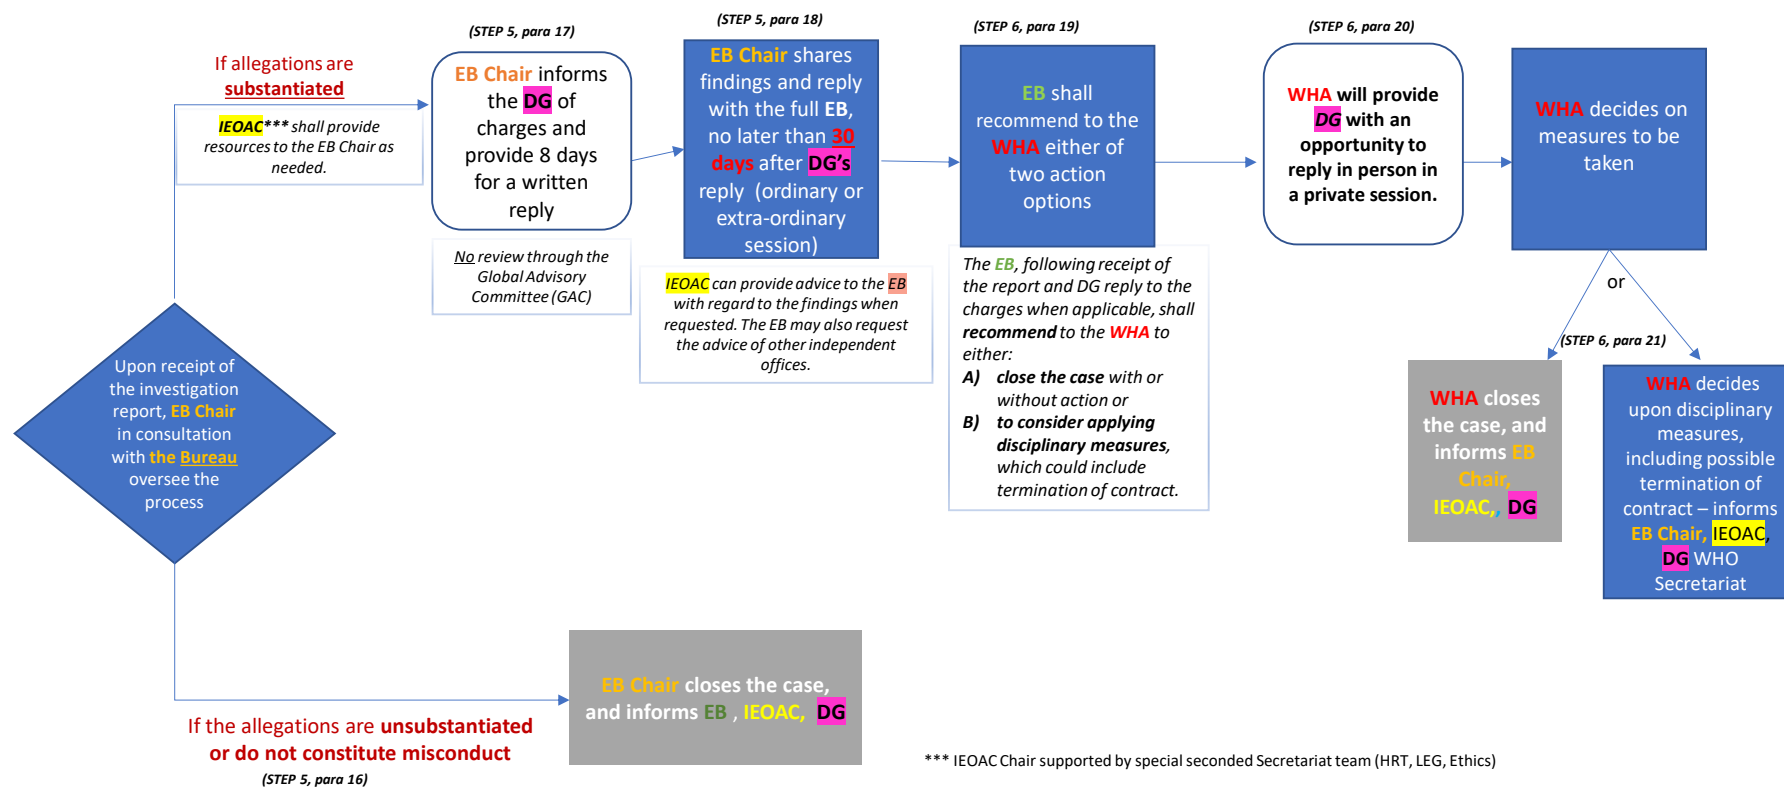 (STEP 5, para 17)
(STEP 5, para 18)
(STEP 6, para 19)
(STEP 6, para 20)
If allegations are
substantiated
IEOAC*** shall provide
resources to the EB Chair as
needed.
EB Chair informs
the DG of
charges and
provide 8 days
for a written
reply
No review through the
Global Advisory
Committee (GAC)
EB Chair shares
findings and reply
with the full EB,
no later than 30
days after DG's
reply (ordinary or
extra-ordinary
session)
IEOAC can provide advice to the EB
with regard to the findings when
requested. The EB may also request
the advice of other independent
offices.
EB shall
recommend to the
WHA either of
two action
options
The EB, following receipt of
the report and DG reply to the
charges when applicable, shall
recommend to the WHA to
either:
A) close the case with or
without action or
B) to consider applying
disciplinary measures,
which could include
termination of contract.
WHA will provide
DG with an
opportunity to
reply in person in
a private session.
WHA decides on
measures to be
taken
or
(STEP 6, para 21)
WHA closes
the case, and
informs EB
Chair,
IEOAC,, DG
WHA decides
upon disciplinary
measures,
including possible
termination of
contract – informs
EB Chair, IEOAC,
DG WHO
Secretariat
Upon receipt of
the investigation
report, EB Chair
in consultation
with the Bureau
oversee the
process
EB Chair closes the case,
and informs EB , IEOAC, DG
If the allegations are unsubstantiated
or do not constitute misconduct
(STEP 5, para 16)
*** IEOAC Chair supported by special seconded Secretariat team (HRT, LEG, Ethics)